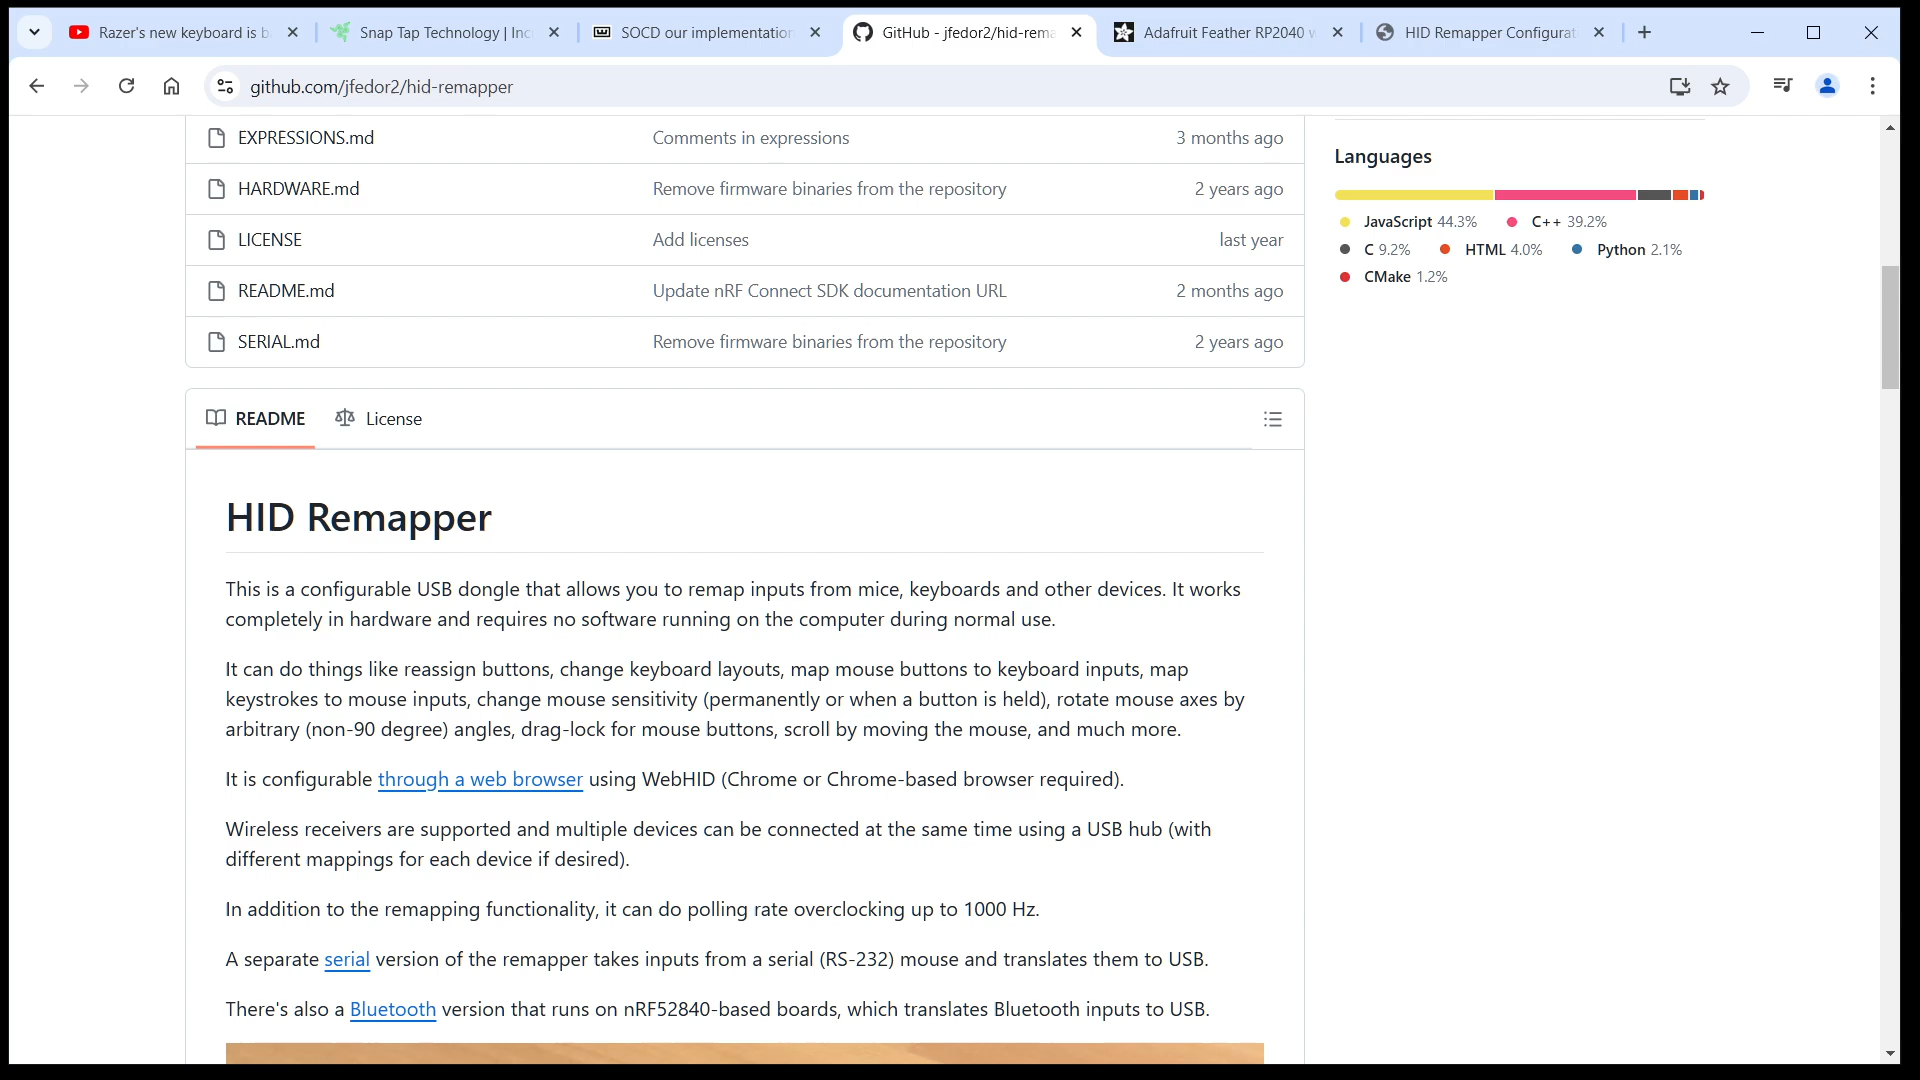 Razer's new keyboard is b
Snap Tap Technology | Inc
SOCD our implementation
GitHub - jfedor2/hid-rema
Adafruit Feather RP2040 w
HID Remapper Configurat
github.com/jfedor2/hid-remapper
EXPRESSIONS.md Comments in expressions 3 months ago
HARDWARE.md Remove firmware binaries from the repository 2 years ago
LICENSE Add licenses last year
README.md Update nRF Connect SDK documentation URL 2 months ago
SERIAL.md Remove firmware binaries from the repository 2 years ago
Languages
JavaScript 44.3% C++ 39.2%
C 9.2% HTML 4.0% Python 2.1%
CMake 1.2%
README License
HID Remapper
This is a configurable USB dongle that allows you to remap inputs from mice, keyboards and other devices. It works
completely in hardware and requires no software running on the computer during normal use.
It can do things like reassign buttons, change keyboard layouts, map mouse buttons to keyboard inputs, map
keystrokes to mouse inputs, change mouse sensitivity (permanently or when a button is held), rotate mouse axes by
arbitrary (non-90 degree) angles, drag-lock for mouse buttons, scroll by moving the mouse, and much more.
It is configurable through a web browser using WebHID (Chrome or Chrome-based browser required).
Wireless receivers are supported and multiple devices can be connected at the same time using a USB hub (with
different mappings for each device if desired).
In addition to the remapping functionality, it can do polling rate overclocking up to 1000 Hz.
A separate serial version of the remapper takes inputs from a serial (RS-232) mouse and translates them to USB.
There's also a Bluetooth version that runs on nRF52840-based boards, which translates Bluetooth inputs to USB.